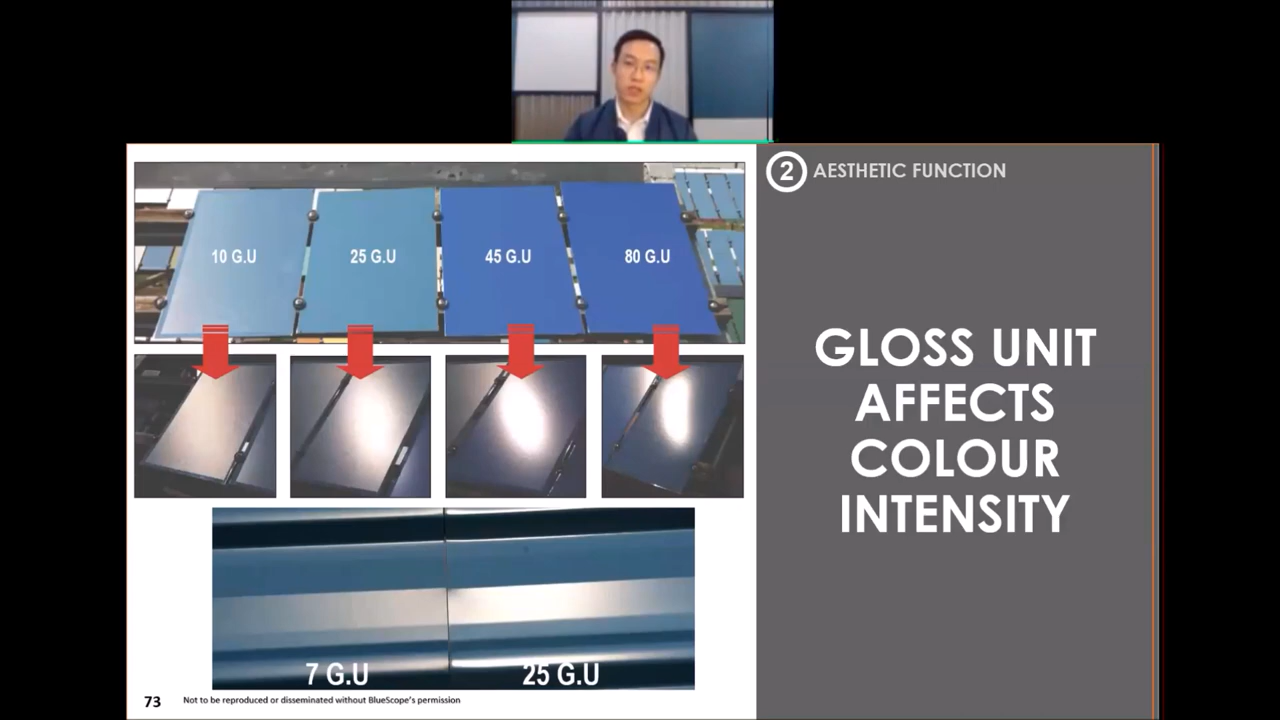 2 AESTHETIC FUNCTION
10 G.U 25 G.U 45 G.U 80 G.U
GLOSS UNIT
AFFECTS
COLOUR
INTENSITY
7 G.U 25 G.U
73 Not to be reproduced or disseminated without BlueScope's permission